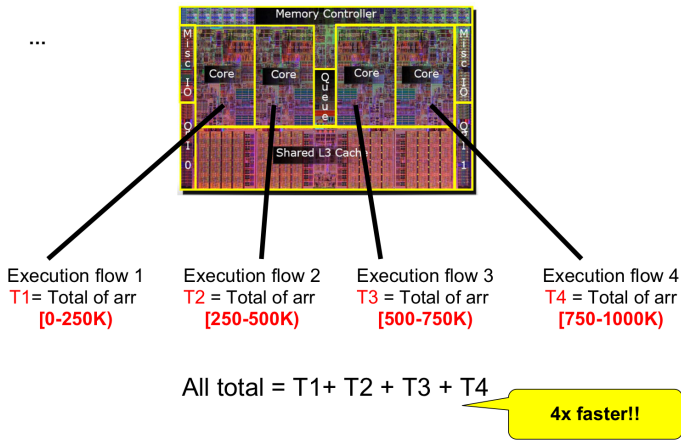 ...
Memory Controller
Misc IO
Core
Core
Queue
Core
Core
Misc IO
QPI 0
Shared L3 Cache
QPI 1
Execution flow 1
T1= Total of arr
[0-250K)
Execution flow 2
T2 = Total of arr
[250-500K)
Execution flow 3
T3 = Total of arr
[500-750K)
Execution flow 4
T4 = Total of arr
[750-1000K)
All total = T1+ T2 + T3 + T4
4x faster!!